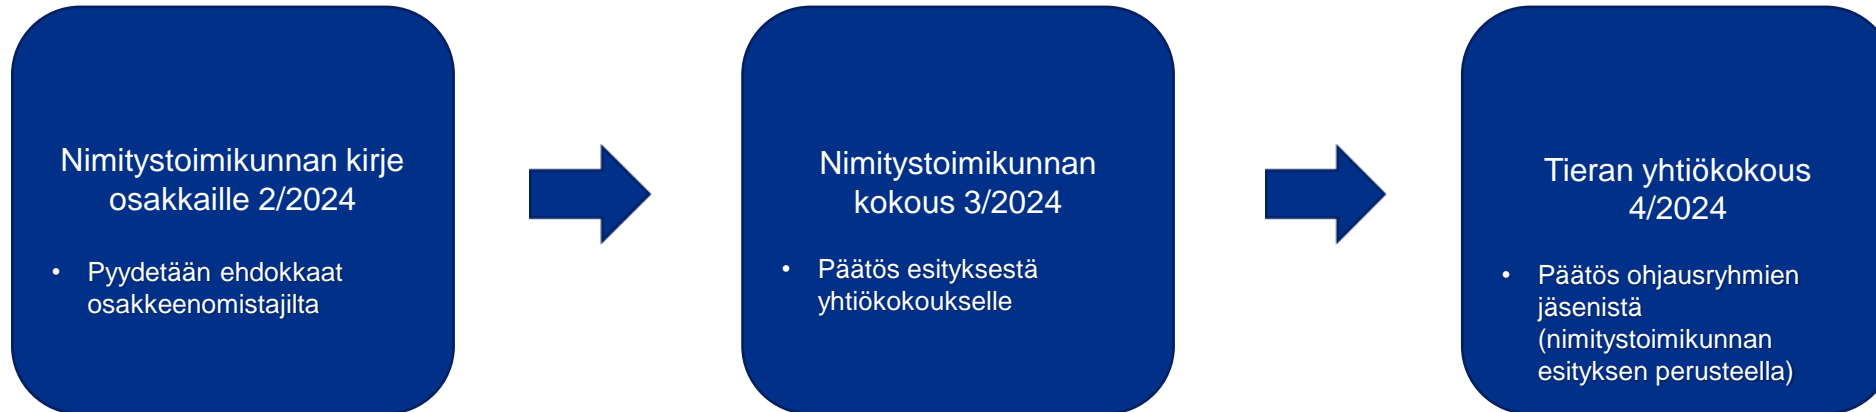 Nimitystoimikunnan kirje
osakkaille 2/2024
• Pyydetään ehdokkaat
osakkeenomistajilta
Nimitystoimikunnan
kokous 3/2024
• Päätös esityksestä
yhtiökokoukselle
Tieran yhtiökokous
4/2024
• Päätös ohjausryhmien
jäsenistä
(nimitystoimikunnan
esityksen perusteella)